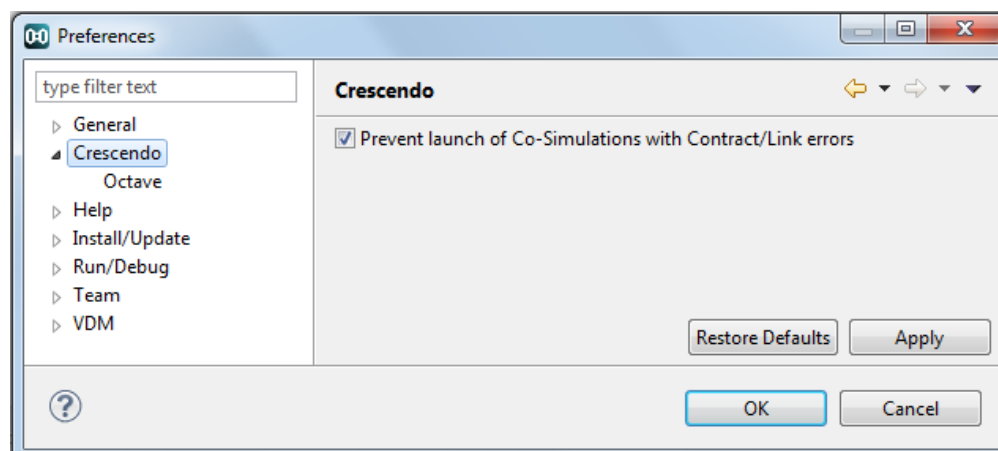 Preferences
type filter text
General
Crescendo
Octave
Help
Install/Update
Run/Debug
Team
VDM
Crescendo
Prevent launch of Co-Simulations with Contract/Link errors
Restore Defaults
Apply
?
OK
Cancel